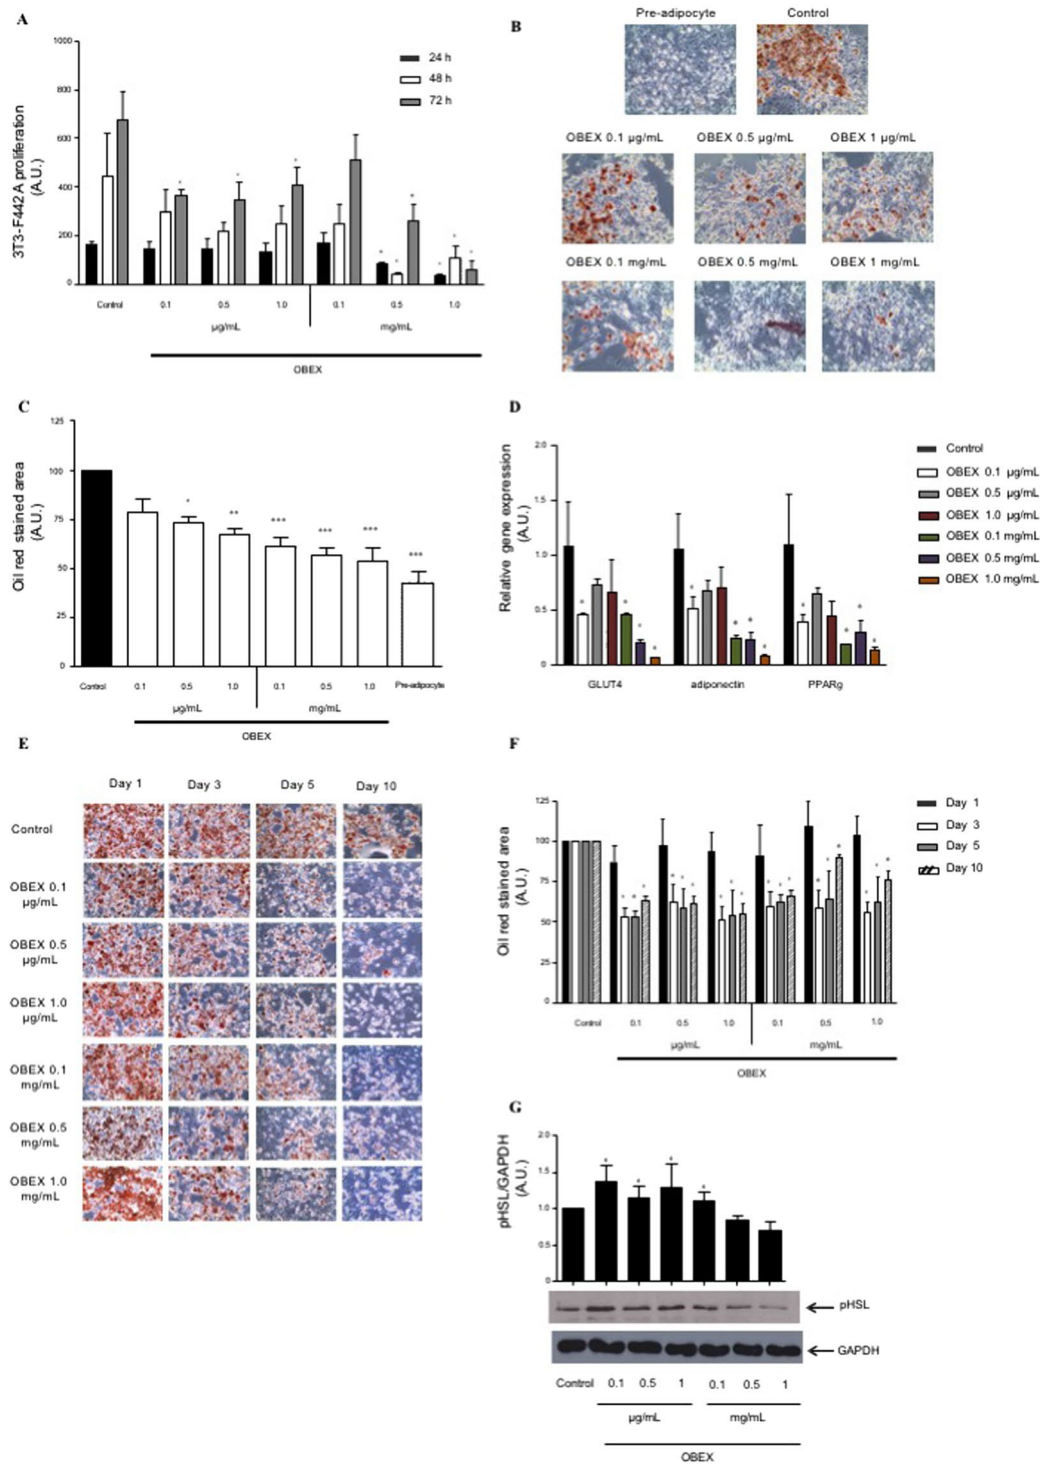 A
1000
800
600
400
200
0
3T3-F442A proliferation
(A.U.)
24 h
48 h
72 h
* * * * * * * * * *
Control 0.1 0.5 1.0 0.1 0.5 1.0
µg/mL mg/mL
OBEX
B
Pre-adipocyte Control
OBEX 0.1 µg/mL OBEX 0.5 µg/mL OBEX 1 µg/mL
OBEX 0.1 mg/mL OBEX 0.5 mg/mL OBEX 1 mg/mL
C
125
100
75
50
25
0
Oil red stained area
(A.U.)
* ** *** *** *** ***
Control 0.1 0.5 1.0 0.1 0.5 1.0 Pre-adipocyte
µg/mL mg/mL
OBEX
D
2.0
1.5
1.0
0.5
0
Relative gene expression
(A.U.)
Control
OBEX 0.1 µg/mL
OBEX 0.5 µg/mL
OBEX 1.0 µg/mL
OBEX 0.1 mg/mL
OBEX 0.5 mg/mL
OBEX 1.0 mg/mL
GLUT4 adiponectin PPARg
E
Day 1 Day 3 Day 5 Day 10
Control
OBEX 0.1
µg/mL
OBEX 0.5
µg/mL
OBEX 1.0
µg/mL
OBEX 0.1
mg/mL
OBEX 0.5
mg/mL
OBEX 1.0
mg/mL
F
125
100
75
50
25
0
Oil red stained area
(A.U.)
Day 1
Day 3
Day 5
Day 10
Control 0.1 0.5 1.0 0.1 0.5 1.0
µg/mL mg/mL
OBEX
G
2.0
1.5
1.0
0.5
0
pHSL/GAPDH
(A.U.)
* * * *
pHSL
GAPDH
Control 0.1 0.5 1 0.1 0.5 1
µg/mL mg/mL
OBEX